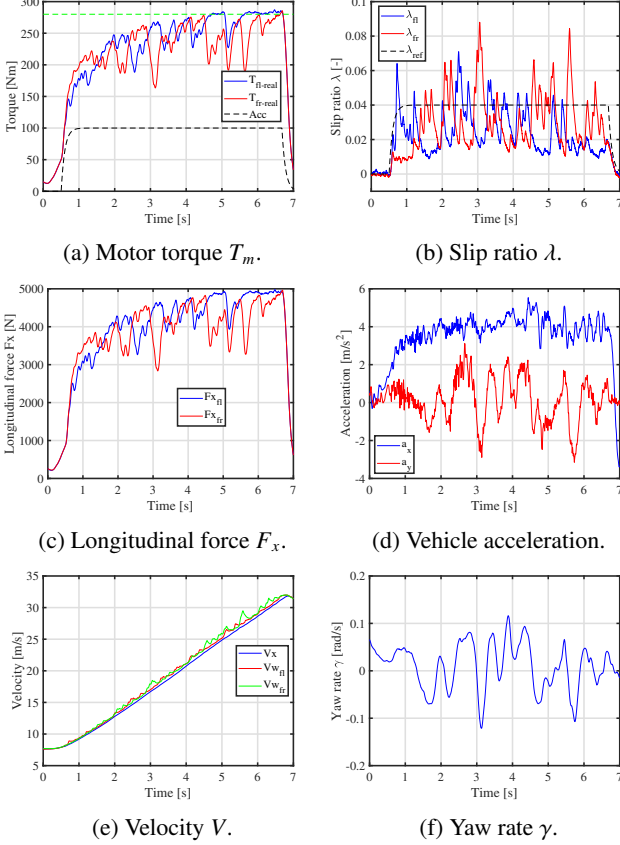 300
250
200
150
100
50
0
Torque [Nm]
T_fl-real
T_fr-real
Acc
0 1 2 3 4 5 6 7
Time [s]
(a) Motor torque T_m.
0.1
0.08
0.06
0.04
0.02
0
Slip ratio λ [-]
λ_fl
λ_fr
λ_ref
0 1 2 3 4 5 6 7
Time [s]
(b) Slip ratio λ.
5000
4000
3000
2000
1000
0
Longitudinal force Fx [N]
Fx_fl
Fx_fr
0 1 2 3 4 5 6 7
Time [s]
(c) Longitudinal force F_x.
6
4
2
0
-2
-4
Acceleration [m/s²]
a_x
a_y
0 1 2 3 4 5 6 7
Time [s]
(d) Vehicle acceleration.
35
30
25
20
15
10
5
Velocity [m/s]
Vx
Vw_fl
Vw_fr
0 1 2 3 4 5 6 7
Time [s]
(e) Velocity V.
0.2
0.1
0
-0.1
-0.2
Yaw rate γ [rad/s]
0 1 2 3 4 5 6 7
Time [s]
(f) Yaw rate γ.